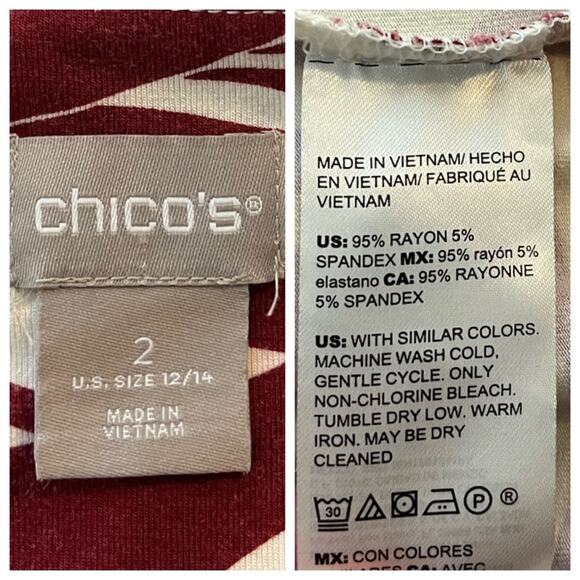 chico's®
2
U.S. SIZE 12/14
MADE IN
VIETNAM
MADE IN VIETNAM/ HECHO
EN VIETNAM/ FABRIQUÉ AU
VIETNAM
US: 95% RAYON 5%
SPANDEX MX: 95% rayón 5%
elastano CA: 95% RAYONNE
5% SPANDEX
US: WITH SIMILAR COLORS.
MACHINE WASH COLD,
GENTLE CYCLE. ONLY
NON-CHLORINE BLEACH.
TUMBLE DRY LOW. WARM
IRON. MAY BE DRY
CLEANED
30 P ®
MX: CON COLORES